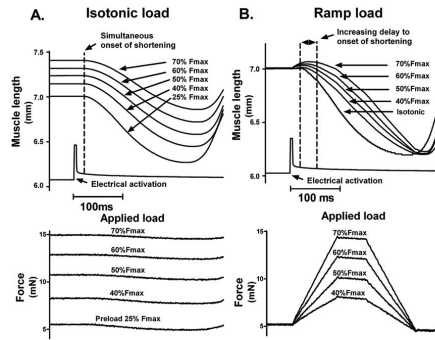 A. Isotonic load
Simultaneous
onset of shortening
7.5
7.0
6.5
6.0
Muscle length
(mm)
70% Fmax
60% Fmax
50% Fmax
40% Fmax
25% Fmax
Electrical activation
100ms
Applied load
15
10
5
Force
(mN)
70%Fmax
60%Fmax
50%Fmax
40%Fmax
Preload 25% Fmax
B. Ramp load
Increasing delay to
onset of shortening
7.5
7.0
6.5
6.0
Muscle length
(mm)
70%Fmax
60%Fmax
50%Fmax
40%Fmax
Isotonic
Electrical activation
100ms
Applied load
15
10
5
Force
(mN)
70%Fmax
60%Fmax
50%Fmax
40%Fmax